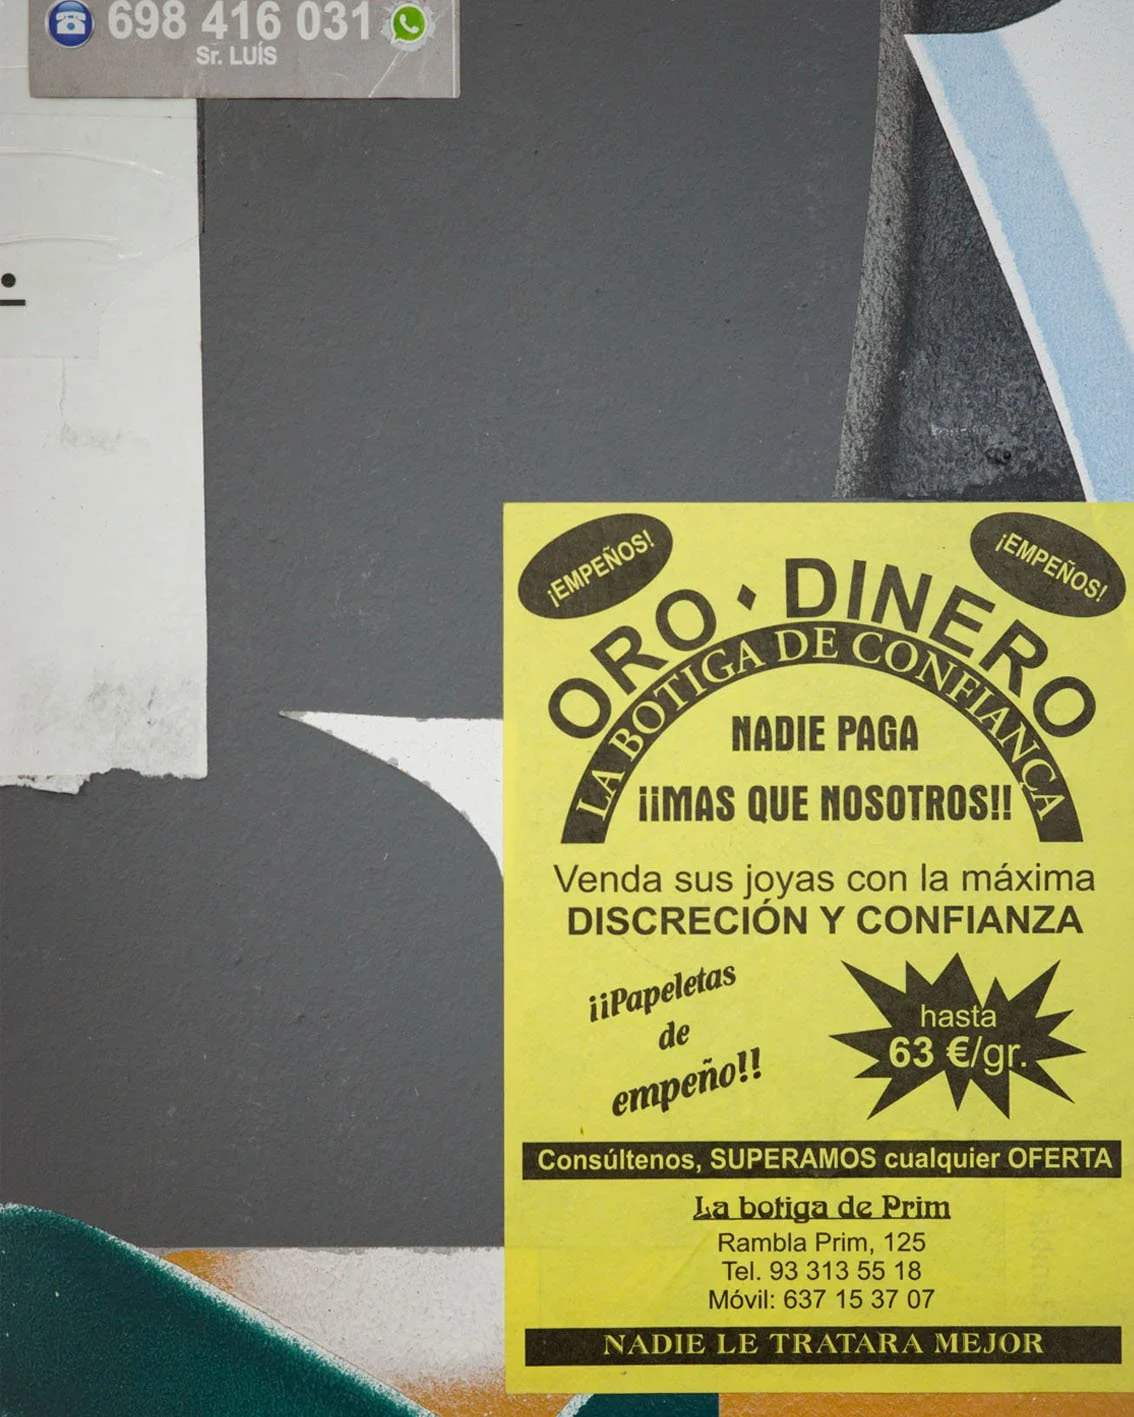 698 416 031
Sr. LUÍS
¡EMPEÑOS!
¡EMPEÑOS!
ORO · DINERO
LA BOTIGA DE CONFIANÇA
NADIE PAGA
¡¡MAS QUE NOSOTROS!!
Venda sus joyas con la máxima
DISCRECIÓN Y CONFIANZA
¡¡Papeletas
de
empeño!!
hasta
63 €/gr.
Consúltenos, SUPERAMOS cualquier OFERTA
La botiga de Prim
Rambla Prim, 125
Tel. 93 313 55 18
Móvil: 637 15 37 07
NADIE LE TRATARA MEJOR